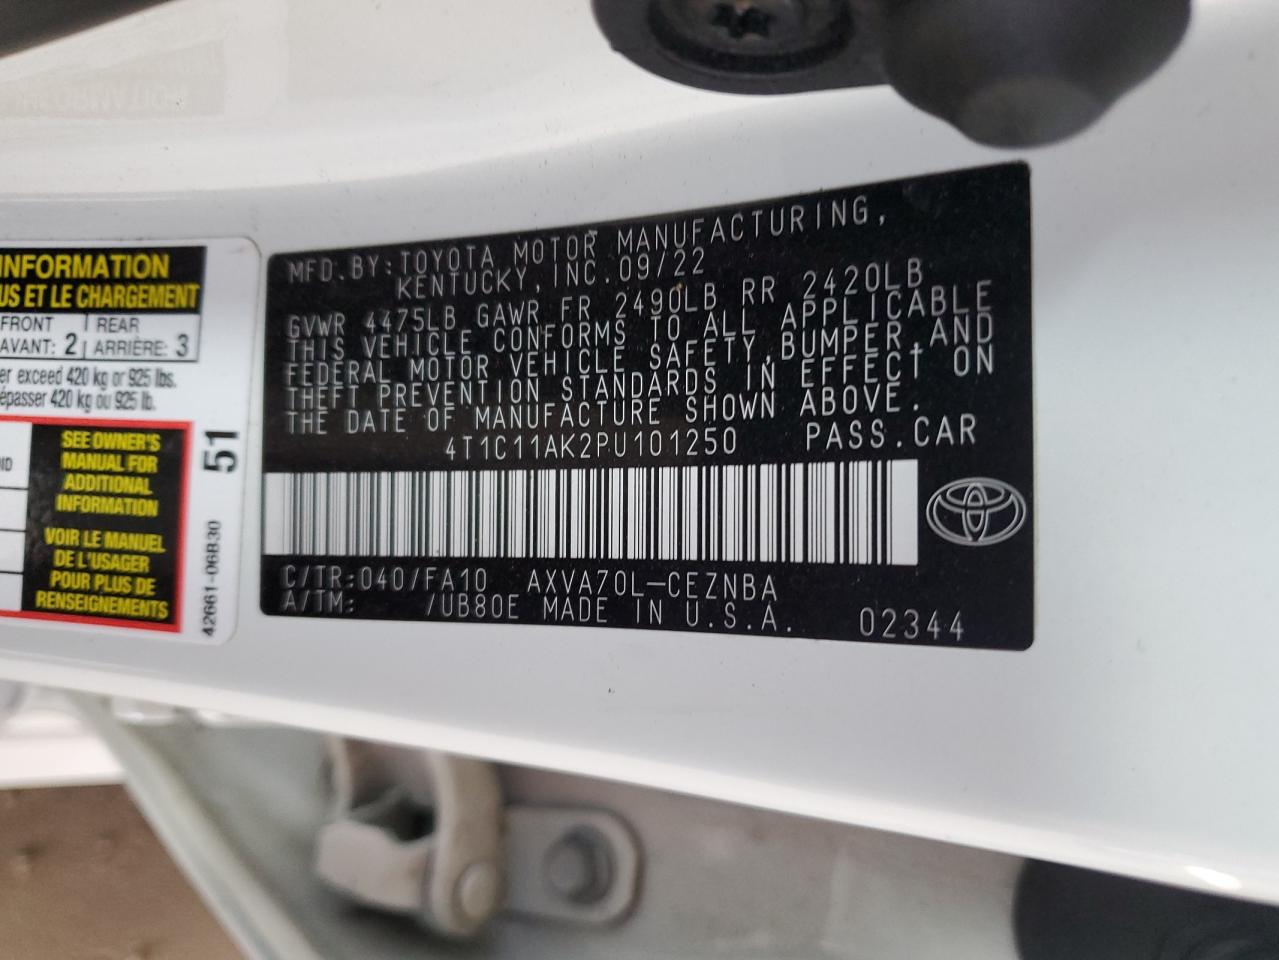 INFORMATION
US ET LE CHARGEMENT
FRONT REAR
AVANT: 2 ARRIÈRE: 3
er exceed 420 kg or 925 lbs.
épasser 420 kg ou 925 lb.
SEE OWNER'S
MANUAL FOR
ADDITIONAL
INFORMATION
VOIR LE MANUEL
DE L'USAGER
POUR PLUS DE
RENSEIGNEMENTS
51
42661-06B30
MFD.BY:TOYOTA MOTOR MANUFACTURING,
KENTUCKY,INC.09/22
GVWR 4475LB GAWR FR 2490LB RR 2420LB
THIS VEHICLE CONFORMS TO ALL APPLICABLE
FEDERAL MOTOR VEHICLE SAFETY,BUMPER,AND
THEFT PREVENTION STANDARDS IN EFFECT ON
THE DATE OF MANUFACTURE SHOWN ABOVE.
4T1C11AK2PU101250 PASS.CAR
C/TR:040/FA10 AXVA70L-CEZNBA
A/TM: /UB80E MADE IN U.S.A. 02344